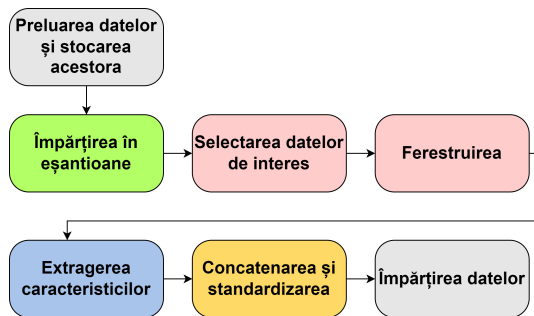 Preluarea datelor
și stocarea
acestora
Împărțirea în
eșantioane
Selectarea datelor
de interes
Ferestruirea
Extragerea
caracteristicilor
Concatenarea și
standardizarea
Împărțirea datelor